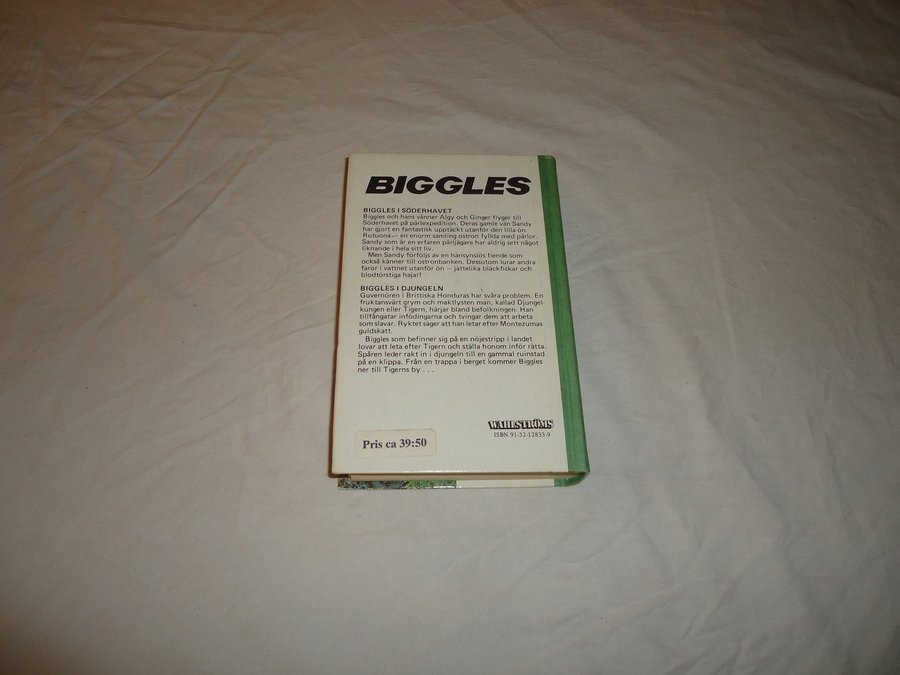 BIGGLES
BIGGLES I SÖDERHAVET
Biggles och hans vänner Algy och Ginger flyger till
Söderhavet på pärlexpedition. Deras gamle vän Sandy
har gjort en fantastisk upptäckt utanför den lilla ön
Rutuona — en enorm samling ostron fyllda med pärlor.
Sandy som är en erfaren pärljägare har aldrig sett något
liknande i hela sitt liv.
Men Sandy förföljs av en hänsynslös fiende som
också känner till ostronbanken. Dessutom lurar andra
faror i vattnet utanför ön — jättelika bläckfiskar och
blodtörstiga hajar!
BIGGLES I DJUNGELN
Guvernören i Brittiska Honduras har svåra problem. En
fruktansvärt grym och maktlysten man, kallad Djungel-
kungen eller Tigern, härjar bland befolkningen. Han
tillfångatar infödingarna och tvingar dem att arbeta
som slavar. Ryktet säger att han letar efter Montezumas
guldskatt.
Biggles som befinner sig på en nöjestripp i landet
lovar att leta efter Tigern och ställa honom inför rätta.
Spåren leder rakt in i djungeln till en gammal ruinstad
på en klippa. Från en trappa i berget kommer Biggles
ner till Tigerns by . . .
WAHLSTRÖMS
ISBN 91-32-12833-9
Pris ca 39:50